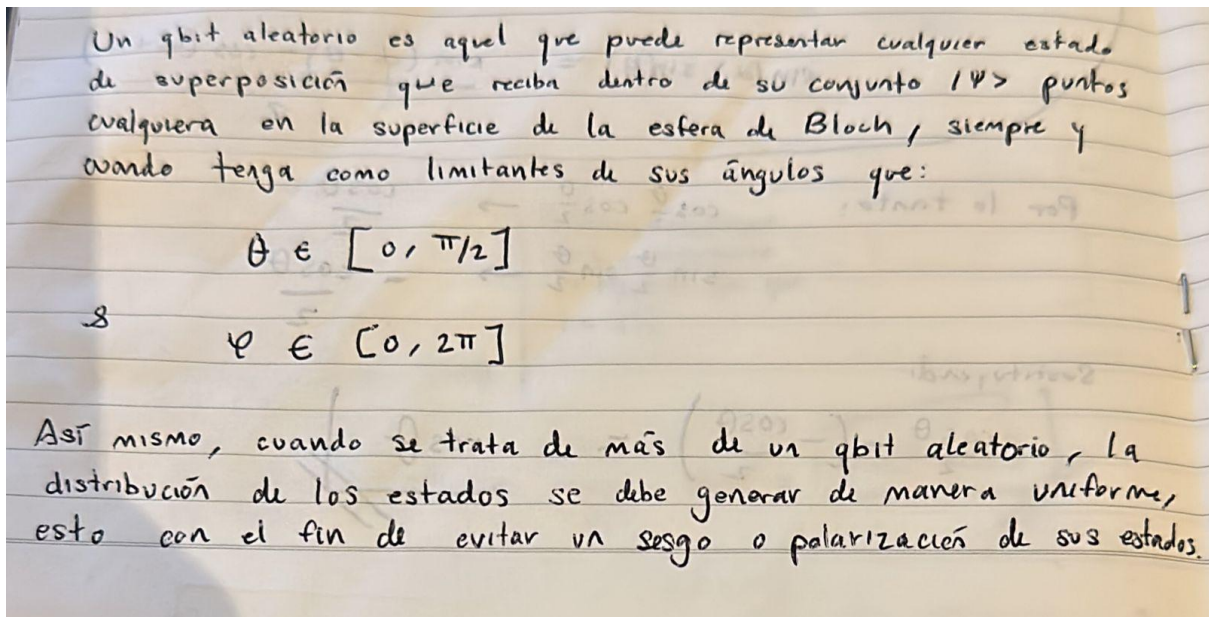 Un qbit aleatorio es aquel que puede representar cualquier estado
de superposición que reciba dentro de su conjunto |Ψ> puntos
cualquiera en la superficie de la esfera de Bloch, siempre y
cuando tenga como limitantes de sus ángulos que:
θ ∈ [0, π/2]
φ ∈ [0, 2π]
Así mismo, cuando se trata de más de un qbit aleatorio, la
distribución de los estados se debe generar de manera uniforme,
esto con el fin de evitar un sesgo o polarización de sus estados.